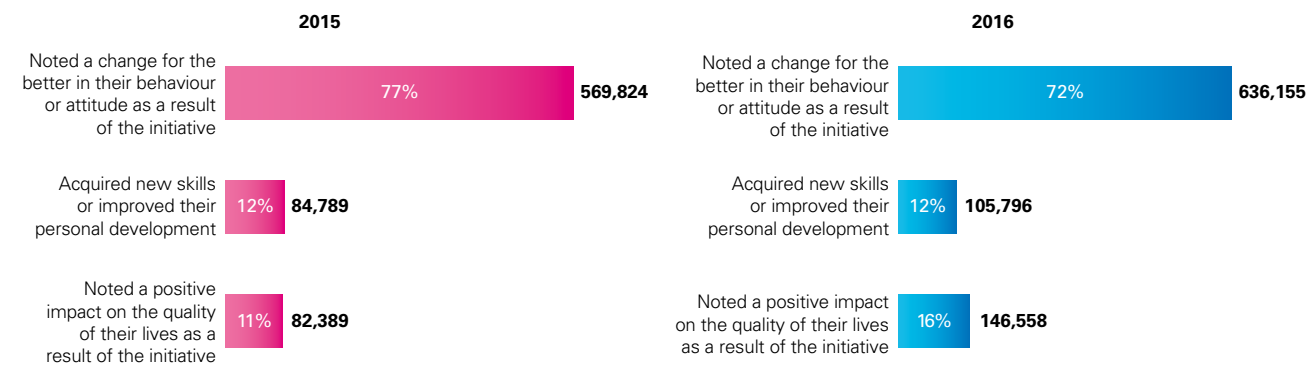 2015
Noted a change for the
better in their behaviour
or attitude as a result
of the initiative
77%
569,824
Acquired new skills
or improved their
personal development
12%
84,789
Noted a positive
impact on the quality
of their lives as a
result of the initiative
11%
82,389
2016
Noted a change for the
better in their behaviour
or attitude as a result
of the initiative
72%
636,155
Acquired new skills
or improved their
personal development
12%
105,796
Noted a positive impact
on the quality of their lives
as a result of the initiative
16%
146,558